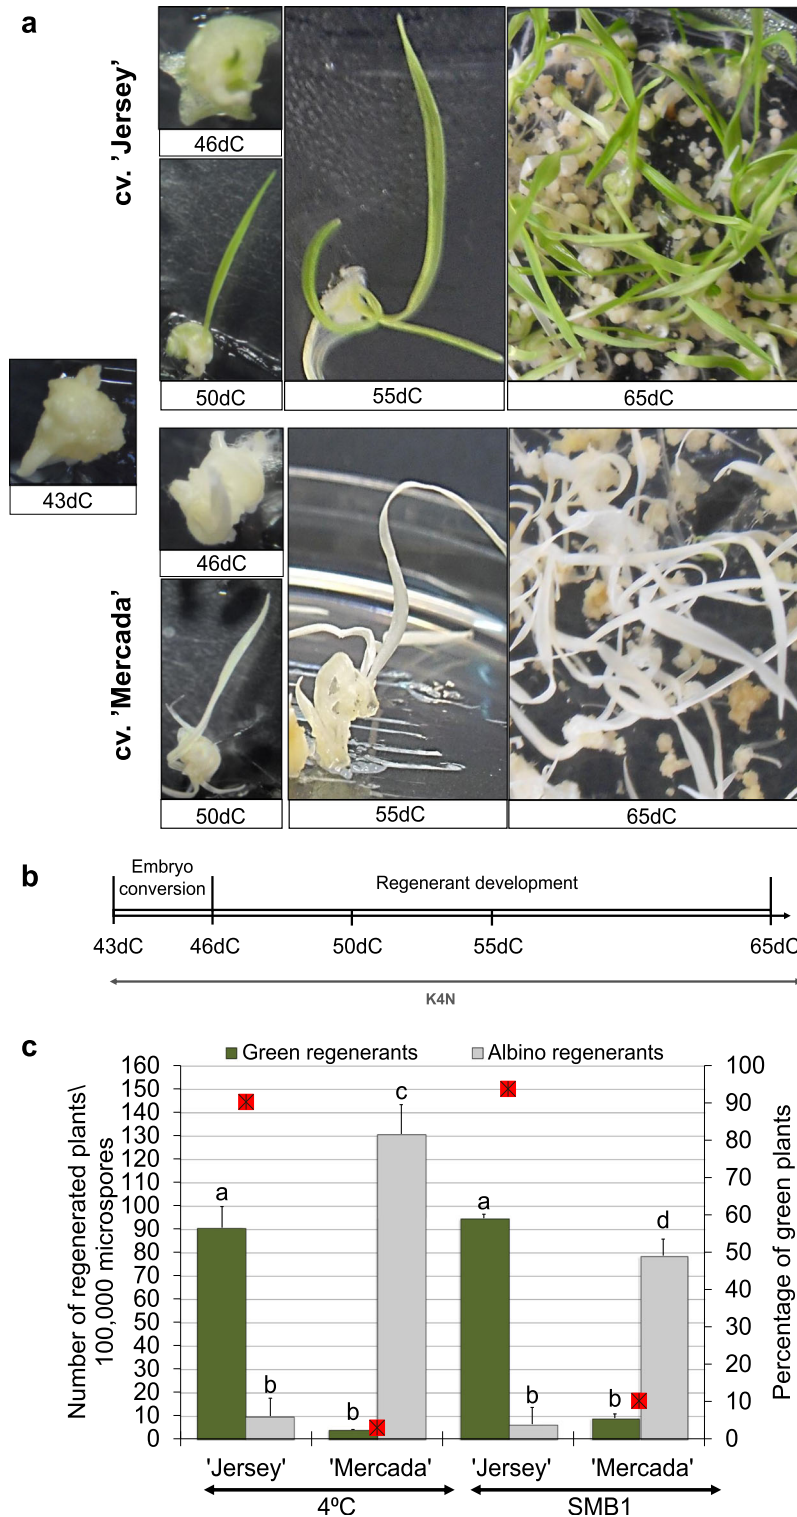 a
cv. 'Jersey'
46dC
50dC
55dC
65dC
43dC
cv. 'Mercada'
46dC
50dC
55dC
65dC
b
Embryo
conversion
Regenerant development
43dC 46dC 50dC 55dC 65dC
K4N
c
Green regenerants Albino regenerants
Number of regenerated plants\
100,000 microspores
160
150
140
130
120
110
100
90
80
70
60
50
40
30
20
10
0
a
b
b
c
a
b
b
d
100
90
80
70
60
50
40
30
20
10
0
Percentage of green plants
'Jersey' 'Mercada' 'Jersey' 'Mercada'
4ºC SMB1